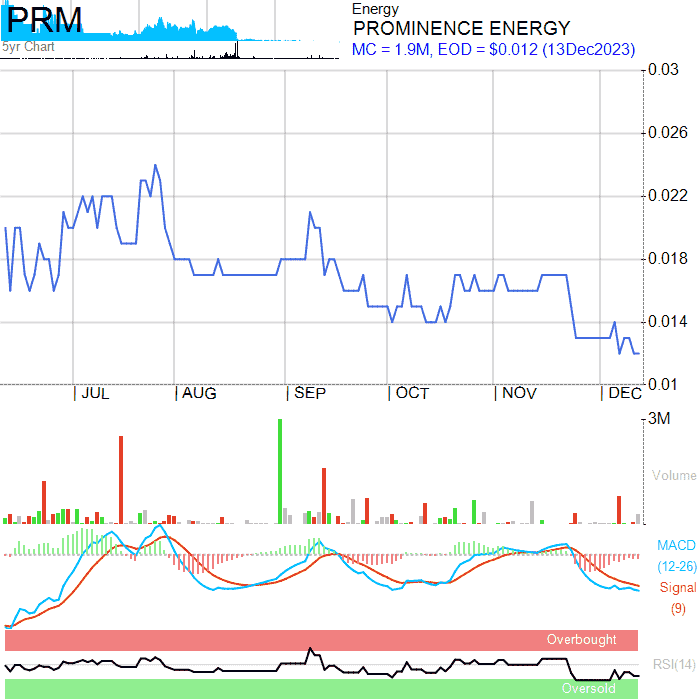 PRM
5yr Chart
Energy
PROMINENCE ENERGY
MC = 1.9M, EOD = $0.012 (13Dec2023)
0.03
0.026
0.022
0.018
0.014
0.01
JUL AUG SEP OCT NOV DEC
3M
Volume
MACD
(12-26)
Signal
(9)
Overbought
RSI(14)
Oversold